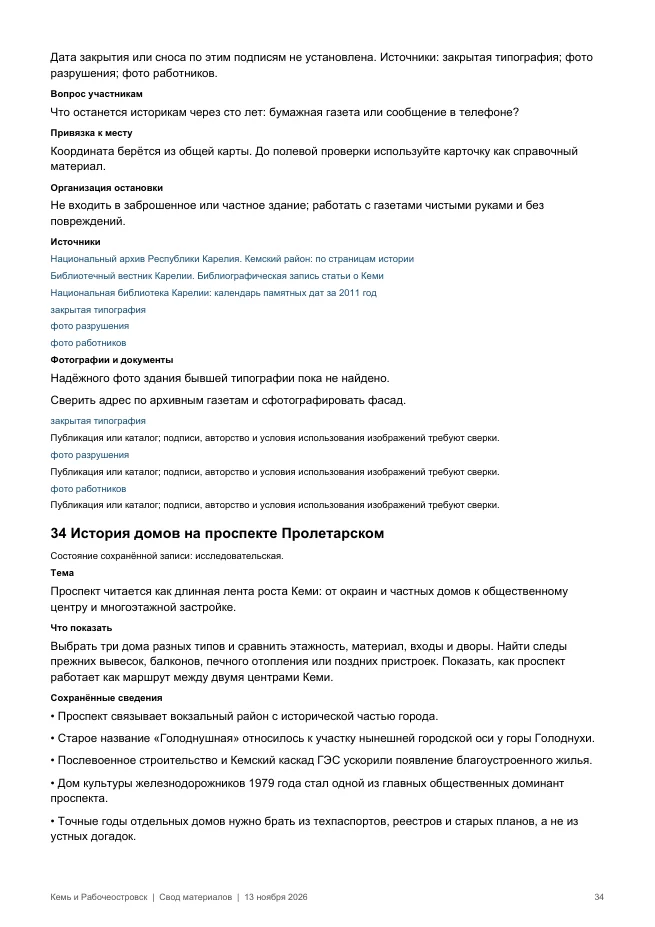 Дата закрытия или сноса по этим подписям не установлена. Источники: закрытая типография; фото
разрушения; фото работников.
Вопрос участникам
Что останется историкам через сто лет: бумажная газета или сообщение в телефоне?
Привязка к месту
Координата берётся из общей карты. До полевой проверки используйте карточку как справочный
материал.
Организация остановки
Не входить в заброшенное или частное здание; работать с газетами чистыми руками и без
повреждений.
Источники
Национальный архив Республики Карелия. Кемский район: по страницам истории
Библиотечный вестник Карелии. Библиографическая запись статьи о Кеми
Национальная библиотека Карелии: календарь памятных дат за 2011 год
закрытая типография
фото разрушения
фото работников
Фотографии и документы
Надёжного фото здания бывшей типографии пока не найдено.
Сверить адрес по архивным газетам и сфотографировать фасад.
закрытая типография
Публикация или каталог; подписи, авторство и условия использования изображений требуют сверки.
фото разрушения
Публикация или каталог; подписи, авторство и условия использования изображений требуют сверки.
фото работников
Публикация или каталог; подписи, авторство и условия использования изображений требуют сверки.
34 История домов на проспекте Пролетарском
Состояние сохранённой записи: исследовательская.
Тема
Проспект читается как длинная лента роста Кеми: от окраин и частных домов к общественному
центру и многоэтажной застройке.
Что показать
Выбрать три дома разных типов и сравнить этажность, материал, входы и дворы. Найти следы
прежних вывесок, балконов, печного отопления или поздних пристроек. Показать, как проспект
работает как маршрут между двумя центрами Кеми.
Сохранённые сведения
• Проспект связывает вокзальный район с исторической частью города.
• Старое название «Голоднушная» относилось к участку нынешней городской оси у горы Голоднухи.
• Послевоенное строительство и Кемский каскад ГЭС ускорили появление благоустроенного жилья.
• Дом культуры железнодорожников 1979 года стал одной из главных общественных доминант
проспекта.
• Точные годы отдельных домов нужно брать из техпаспортов, реестров и старых планов, а не из
устных догадок.
Кемь и Рабочеостровск | Свод материалов | 13 ноября 2026
34